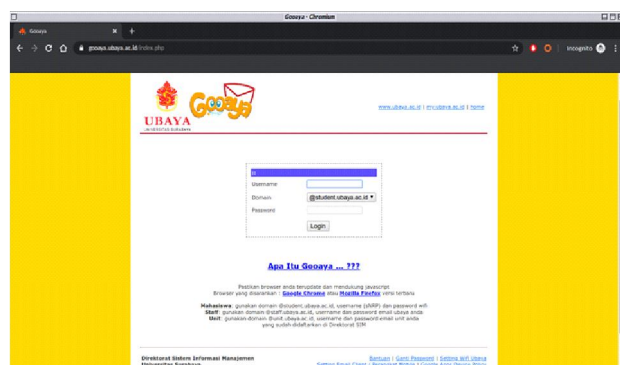 Gooaya - Chromium
Gooaya
gooaya.ubaya.ac.id/index.php
Incognito
UBAYA
UNIVERSITAS SURABAYA
Gooaya
www.ubaya.ac.id | my.ubaya.ac.id | home
Username
Domain @student.ubaya.ac.id
Password
Login
Apa Itu Gooaya ... ???
Pastikan browser anda terupdate dan mendukung javascript
Browser yang disarankan : Google Chrome atau Mozilla Firefox versi terbaru
Mahasiswa: gunakan domain @student.ubaya.ac.id, username (sNRP) dan password wifi
Staff: gunakan domain @staff.ubaya.ac.id, username dan password email ubaya anda
Unit: gunakan domain @unit.ubaya.ac.id, username dan password email unit anda
yang sudah didaftarkan di Direktorat SIM
Direktorat Sistem Informasi Manajemen
Bantuan | Ganti Password | Setting Wifi Ubaya
Universitas Surabaya